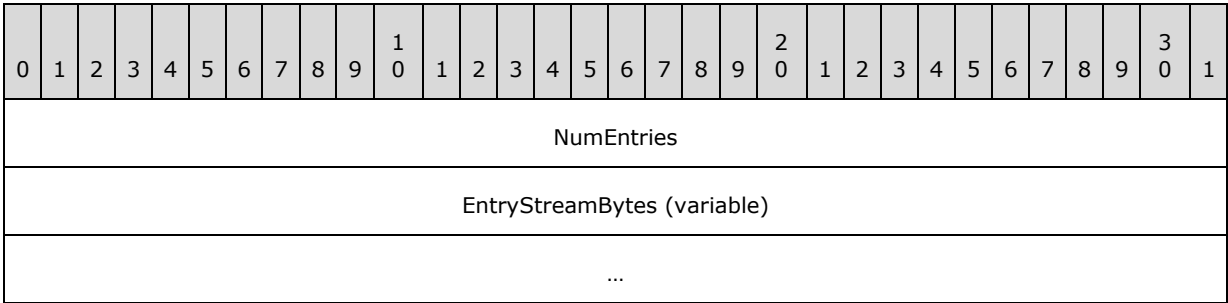 0 1 2 3 4 5 6 7 8 9 1 0 1 2 3 4 5 6 7 8 9 2 0 1 2 3 4 5 6 7 8 9 3 0 1
NumEntries
EntryStreamBytes (variable)
...